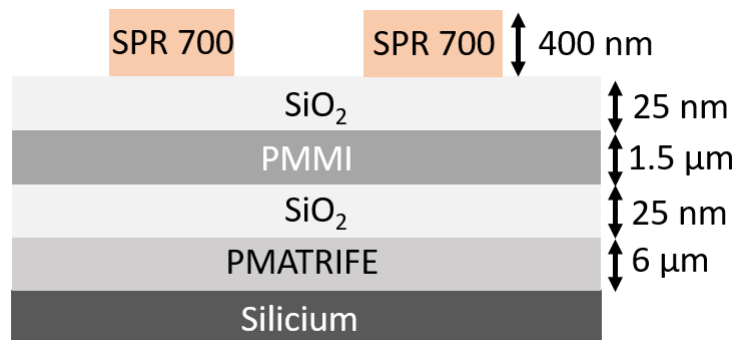 SPR 700
SPR 700
400 nm
SiO₂
25 nm
PMMI
1.5 µm
SiO₂
25 nm
PMATRIFE
6 µm
Silicium